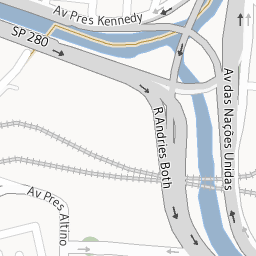 Av Pres Kennedy
SP 280
R Andries Both
Av das Nações Unidas
Av Pres
Altino